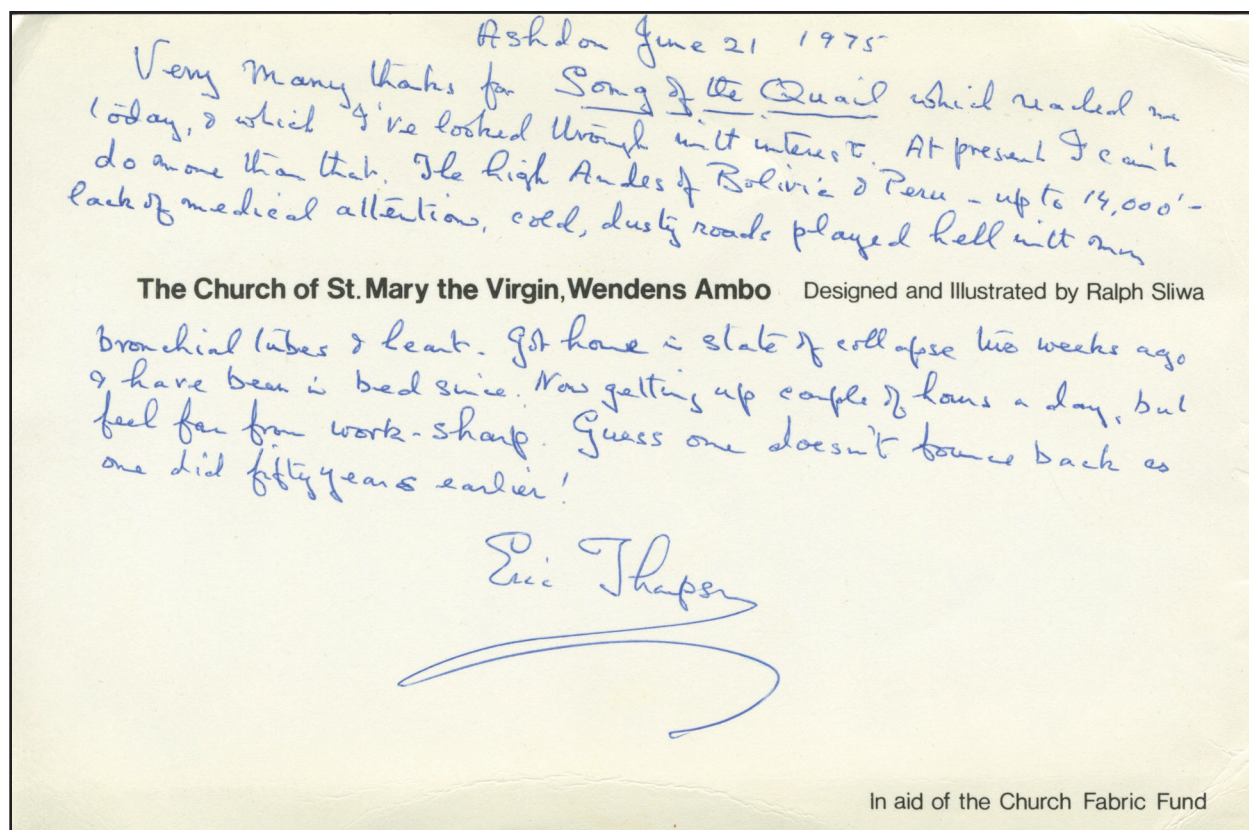 Ashdon June 21 1975
Very many thanks for Song of the Quail which reached me
today, & which I've looked through with interest. At present I can't
do more than that. The high Andes of Bolivia & Peru – up to 14,000' –
lack of medical attention, cold, dusty roads played hell with my
The Church of St. Mary the Virgin, Wendens Ambo Designed and Illustrated by Ralph Sliwa
bronchial tubes & heart. Got home in state of collapse two weeks ago
& have been in bed since. Now getting up couple of hours a day, but
feel far from work-sharp. Guess one doesn't bounce back as
one did fifty years earlier!
Eric Thompson
In aid of the Church Fabric Fund